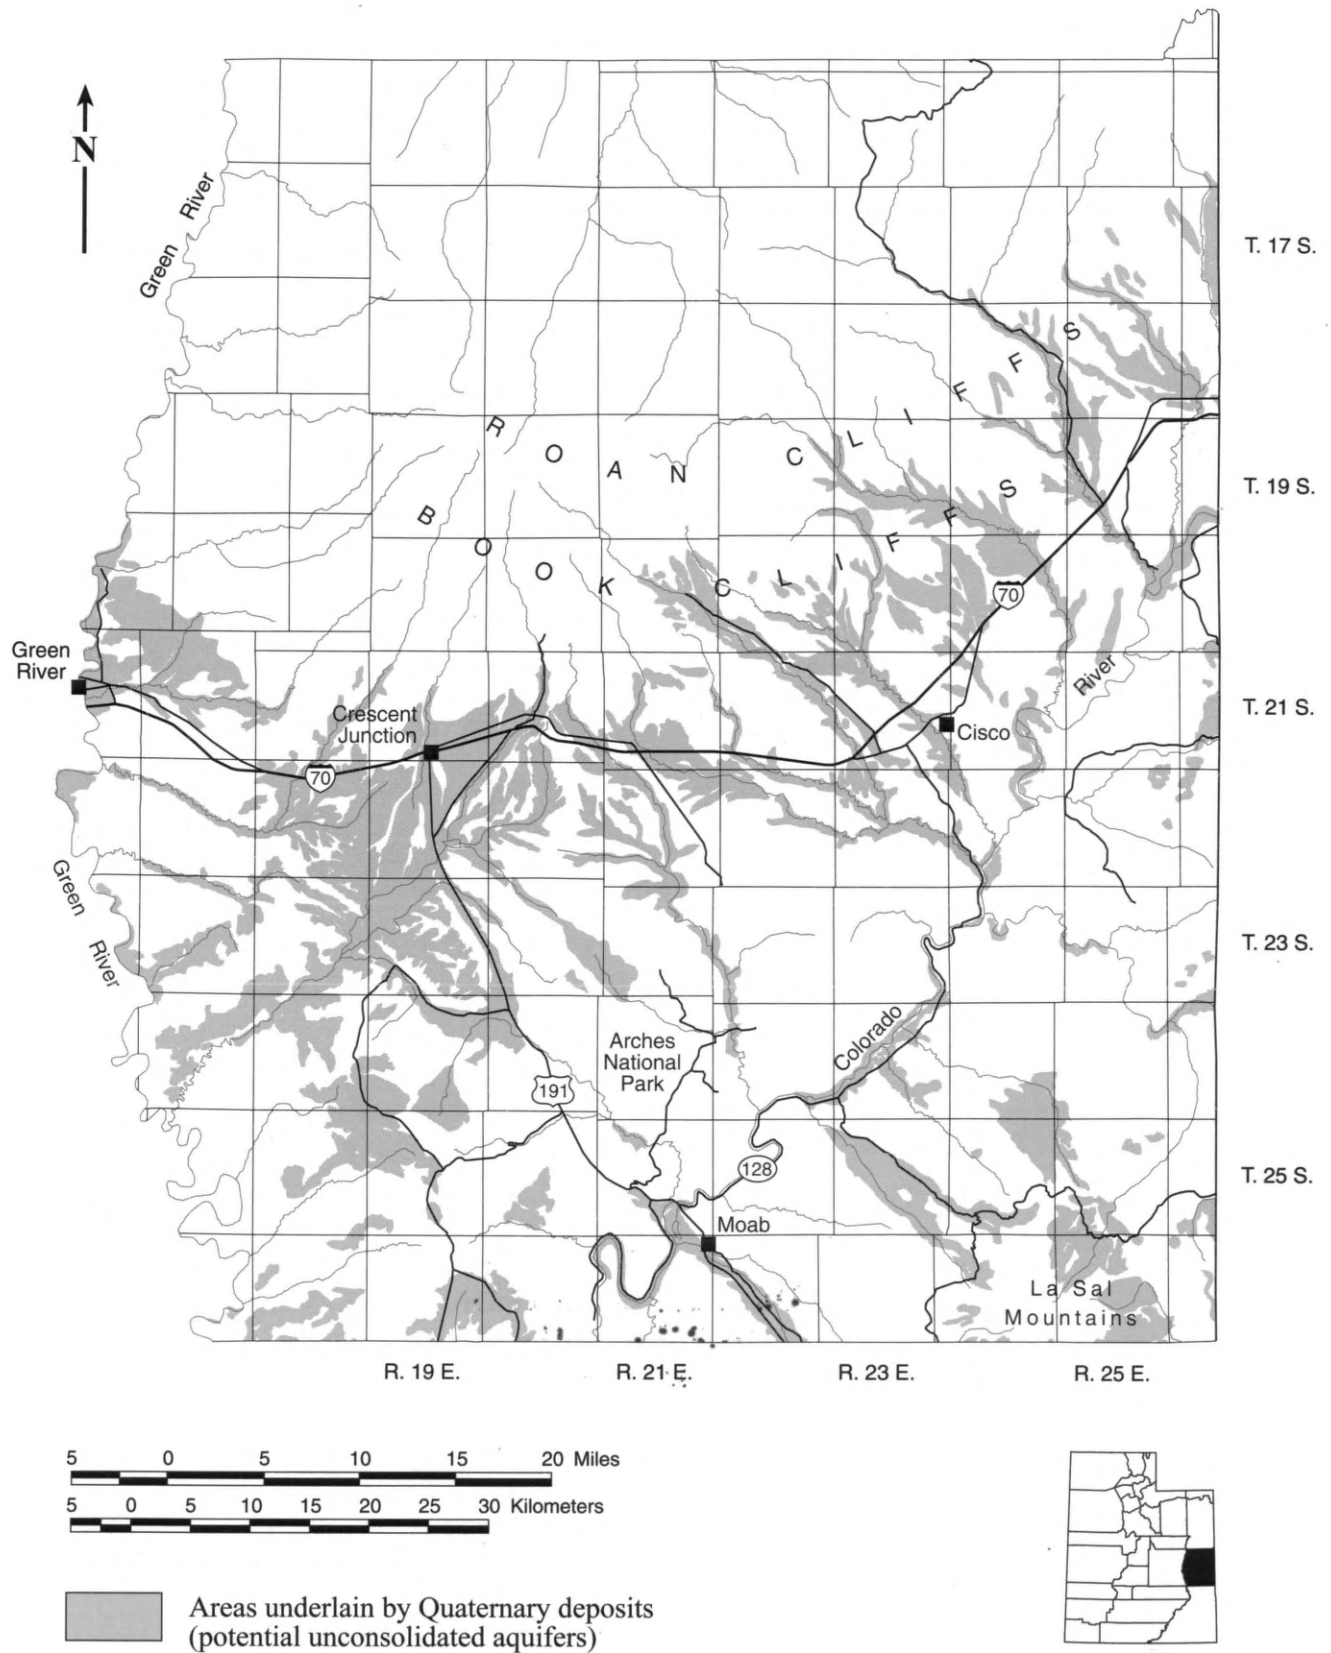 N
Green River
T. 17 S.
ROAN CLIFFS
T. 19 S.
BOOK CLIFFS
70
Green
River
River
T. 21 S.
Crescent
Junction
Cisco
70
Green River
T. 23 S.
Colorado
Arches
National
Park
191
128
T. 25 S.
Moab
La Sal
Mountains
R. 19 E.
R. 21 E.
R. 23 E.
R. 25 E.
5 0 5 10 15 20 Miles
5 0 5 10 15 20 25 30 Kilometers
Areas underlain by Quaternary deposits
(potential unconsolidated aquifers)